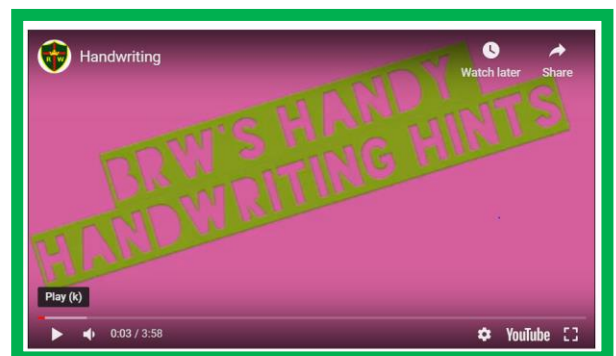 R W
Handwriting
Watch later
Share
BRW'S HANDY
HANDWRITING HINTS
Play (k)
0:03 / 3:58
YouTube